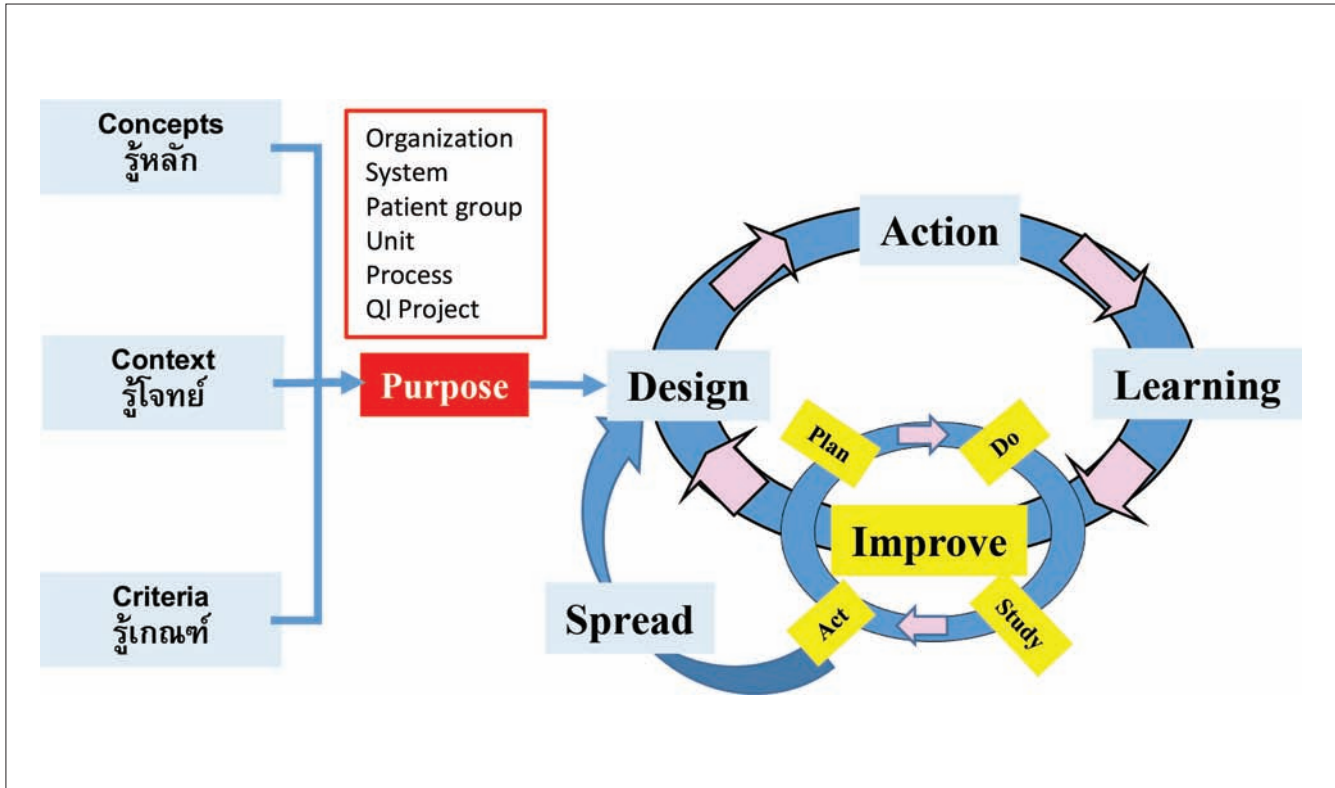 Concepts
รู้หลัก
Context
รู้โจทย์
Criteria
รู้เกณฑ์
Organization
System
Patient group
Unit
Process
QI Project
Purpose
Design
Action
Learning
Improve
Plan
Do
Study
Act
Spread